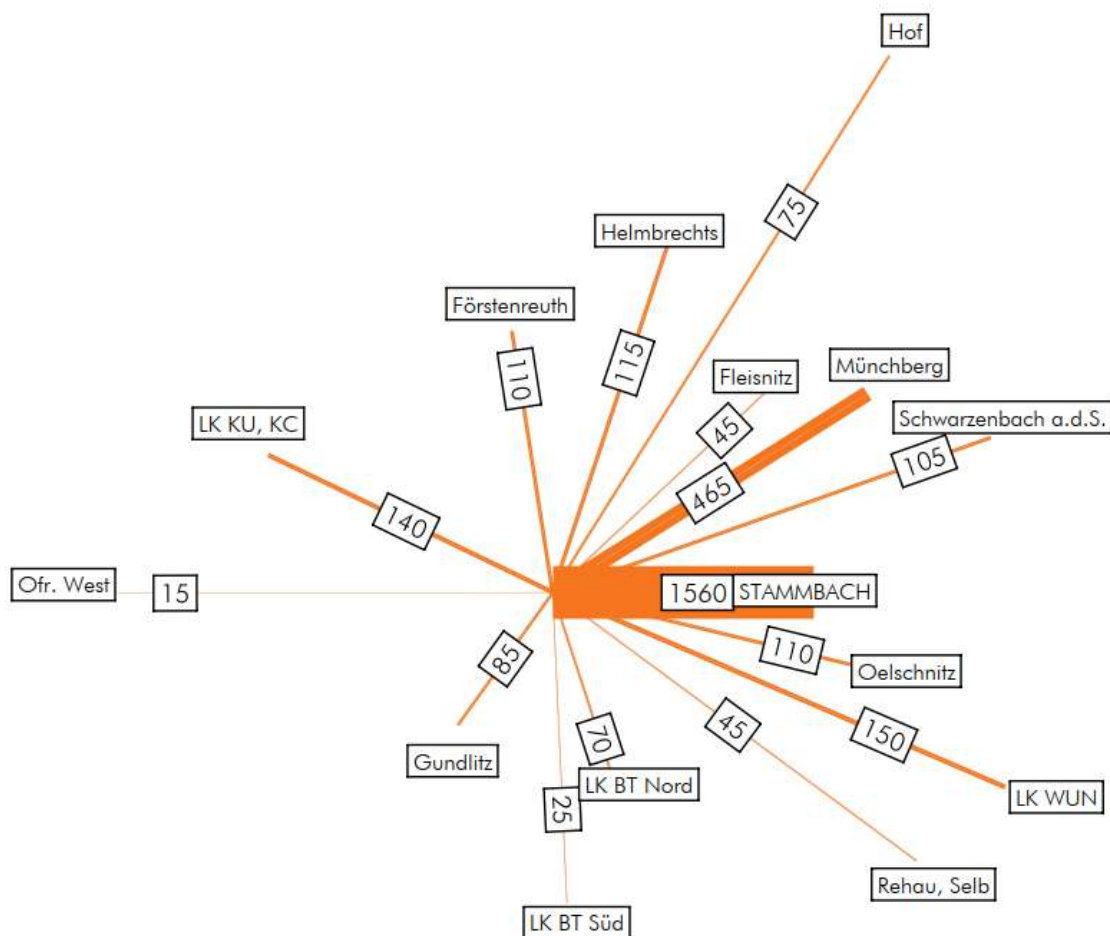 Hof
75
Helmbrechts
Förstenreuth
115
110
Fleisnitz
Münchberg
LK KU, KC
Schwarzenbach a.d.S.
45
105
465
140
Ofr. West
15
1560
STAMMBACH
110
85
Oelschnitz
45
150
70
Gundlitz
LK BT Nord
25
LK WUN
Rehau, Selb
LK BT Süd